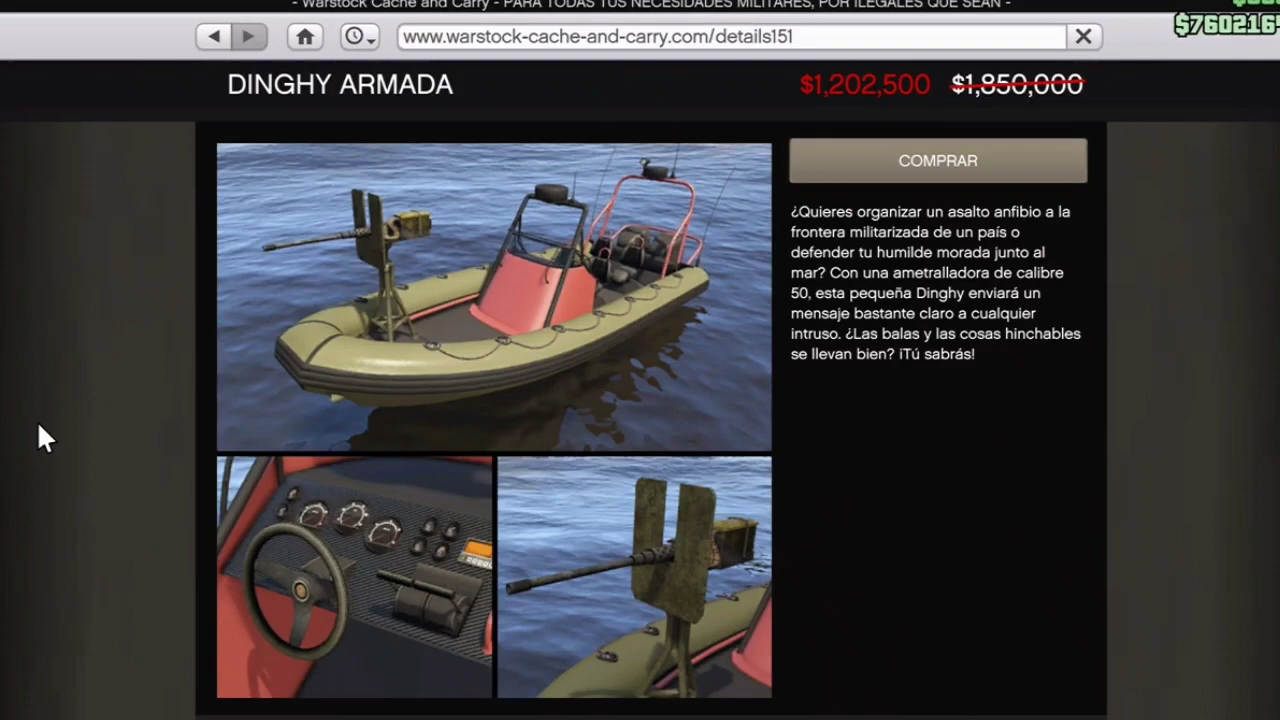 - Warstock Cache and Carry - PARA TODAS TUS NECESIDADES MILITARES, POR ILEGALES QUE SEAN -
$760216
www.warstock-cache-and-carry.com/details151
DINGHY ARMADA
$1,202,500 $1,850,000
COMPRAR
¿Quieres organizar un asalto anfibio a la
frontera militarizada de un país o
defender tu humilde morada junto al
mar? Con una ametralladora de calibre
50, esta pequeña Dinghy enviará un
mensaje bastante claro a cualquier
intruso. ¿Las balas y las cosas hinchables
se llevan bien? ¡Tú sabrás!